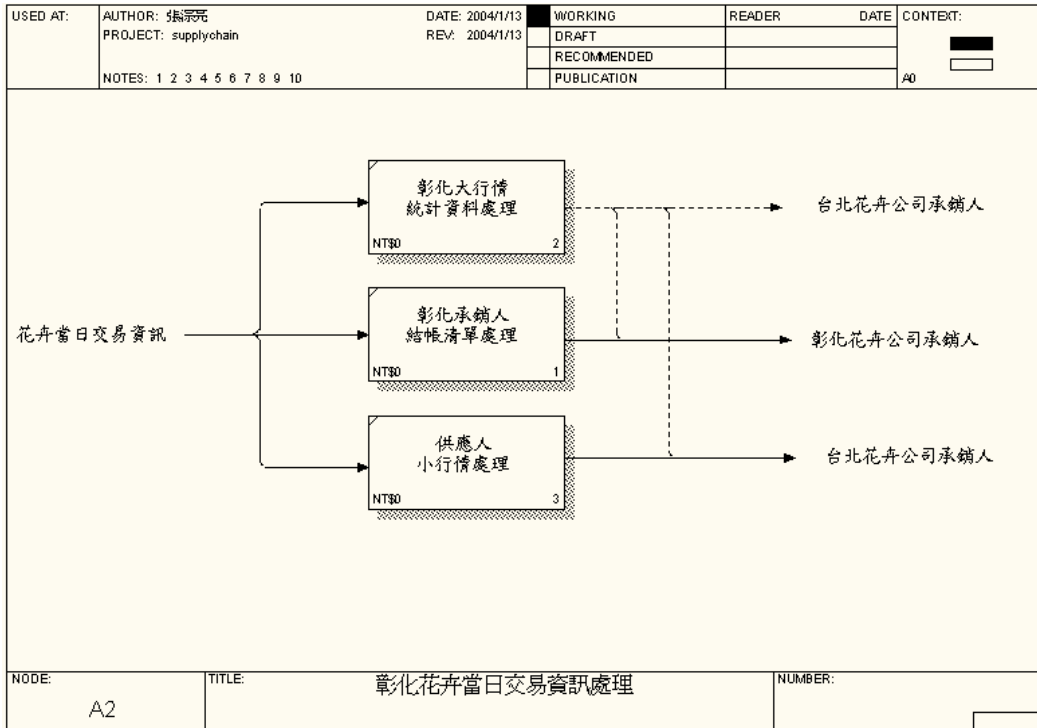 USED AT:
AUTHOR: 張宗亮
DATE: 2004/1/13
PROJECT: supplychain
REV: 2004/1/13
NOTES: 1 2 3 4 5 6 7 8 9 10
WORKING
DRAFT
RECOMMENDED
PUBLICATION
READER
DATE
CONTEXT:
A0
彰化大行情
統計資料處理
NT$0
2
台北花卉公司承銷人
花卉當日交易資訊
彰化承銷人
結帳清單處理
NT$0
1
彰化花卉公司承銷人
供應人
小行情處理
NT$0
3
台北花卉公司承銷人
NODE:
A2
TITLE:
彰化花卉當日交易資訊處理
NUMBER: